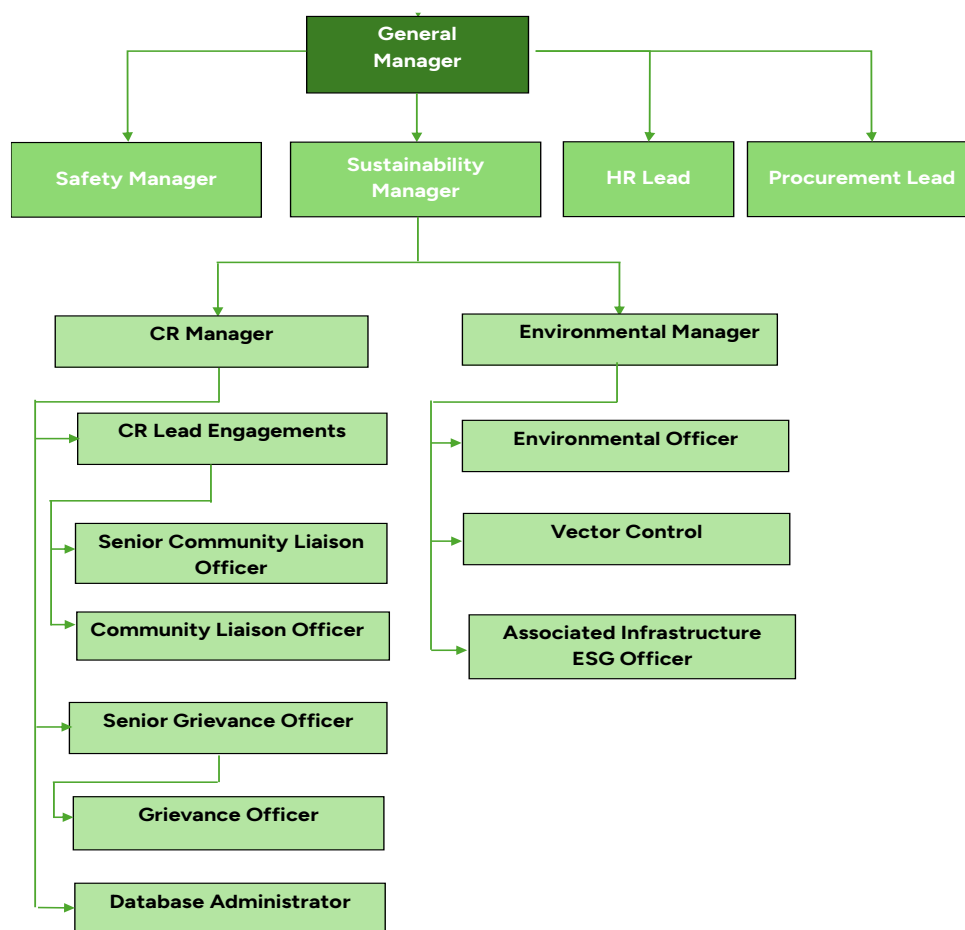 General
Manager
Safety Manager
Sustainability
Manager
HR Lead
Procurement Lead
CR Manager
Environmental Manager
CR Lead Engagements
Environmental Officer
Senior Community Liaison
Officer
Vector Control
Community Liaison Officer
Associated Infrastructure
ESG Officer
Senior Grievance Officer
Grievance Officer
Database Administrator